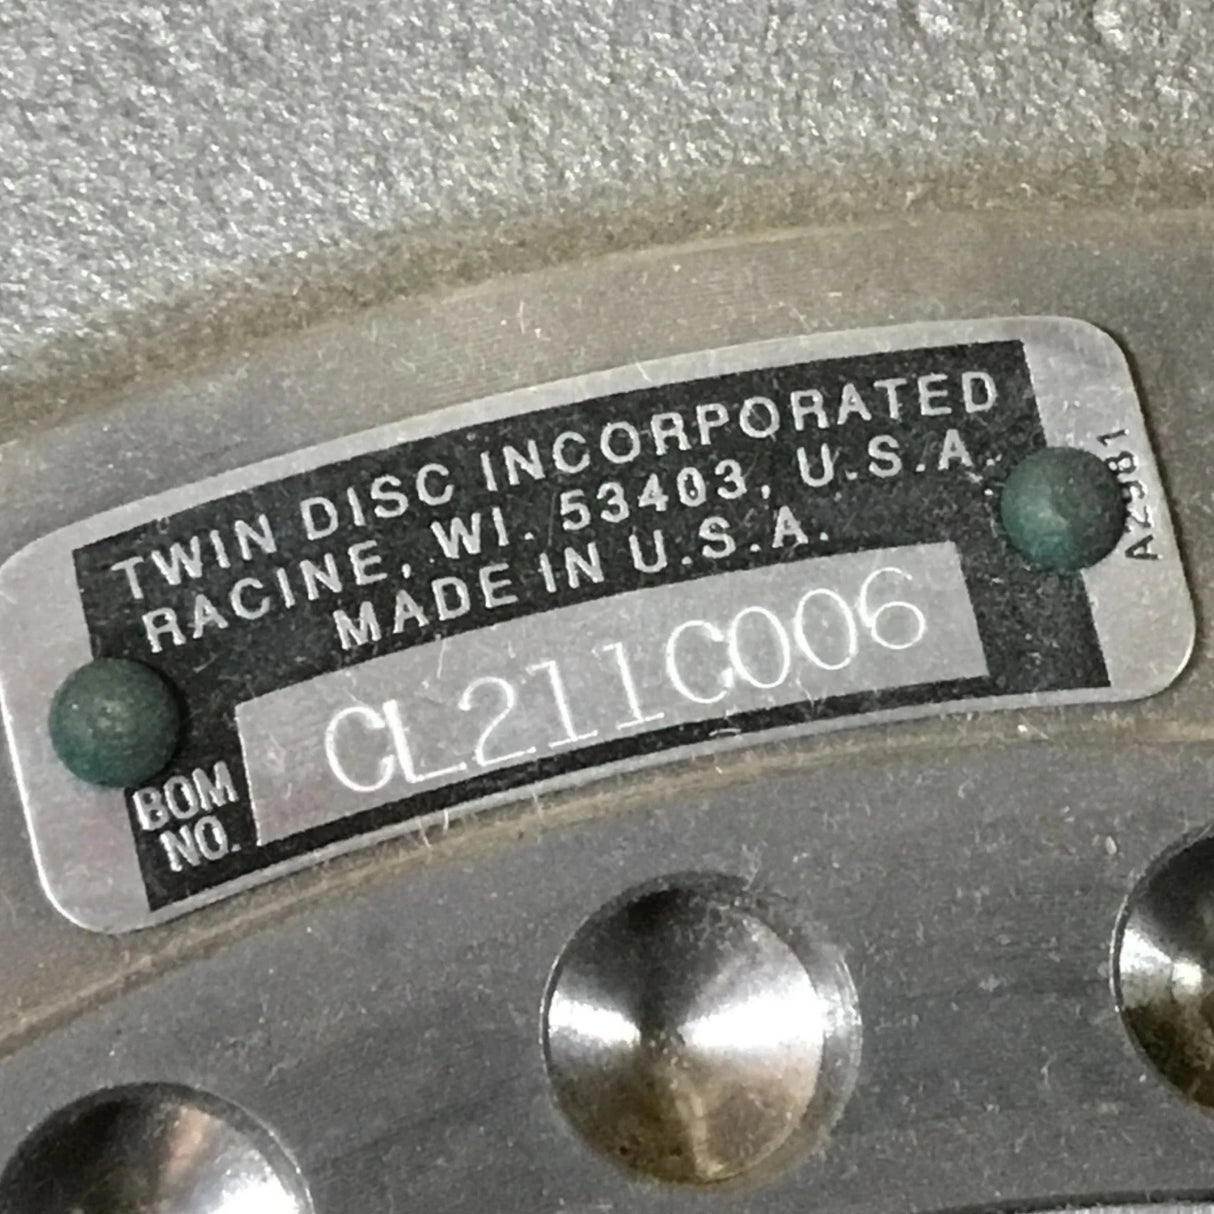 TWIN DISC INCORPORATED
RACINE, WI. 53403, U.S.A.
MADE IN U.S.A.
BOM
NO.
CL211C006